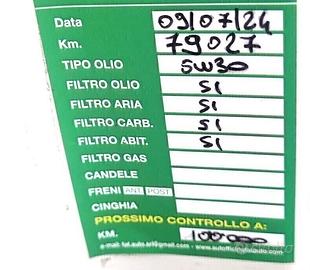 Data 09/07/24
Km. 79027
TIPO OLIO 5W30
FILTRO OLIO SI
FILTRO ARIA SI
FILTRO CARB. SI
FILTRO ABIT. SI
FILTRO GAS
CANDELE
FRENI ANT. POST.
CINGHIA
PROSSIMO CONTROLLO A:
KM. 100000